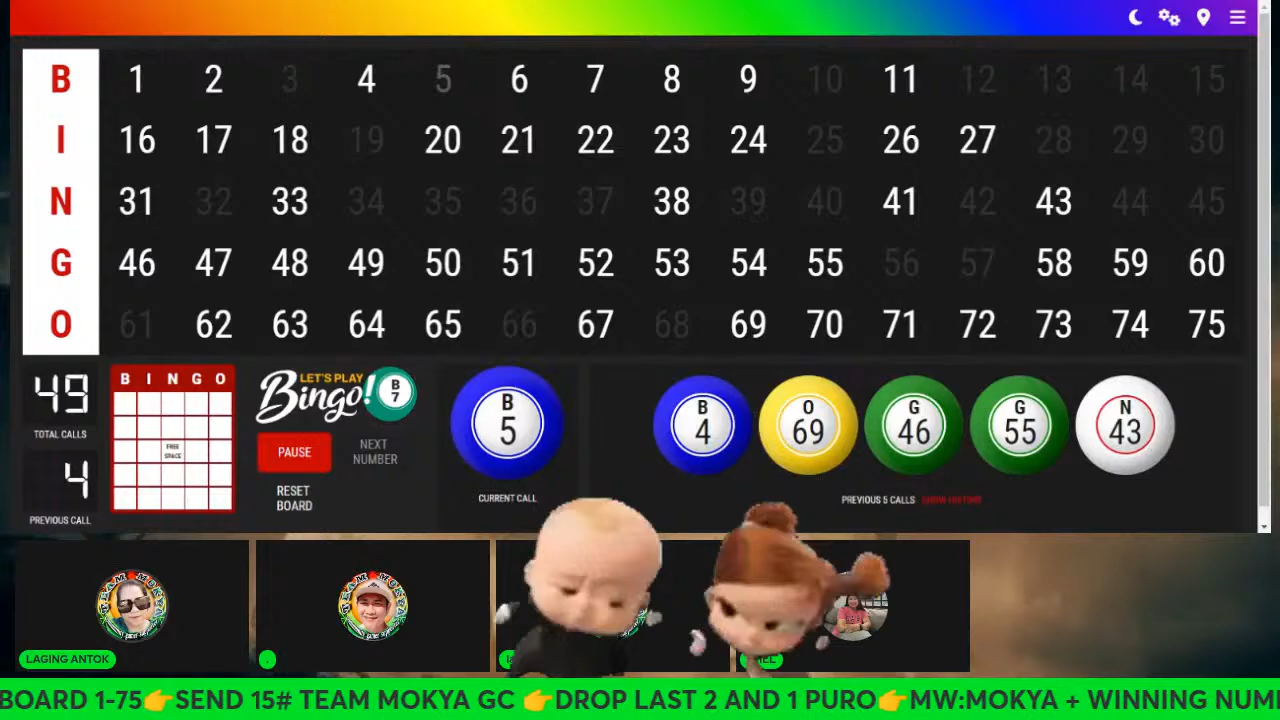 B 1 2 3 4 5 6 7 8 9 10 11 12 13 14 15
I 16 17 18 19 20 21 22 23 24 25 26 27 28 29 30
N 31 32 33 34 35 36 37 38 39 40 41 42 43 44 45
G 46 47 48 49 50 51 52 53 54 55 56 57 58 59 60
O 61 62 63 64 65 66 67 68 69 70 71 72 73 74 75
49
TOTAL CALLS
4
PREVIOUS CALL
B I N G O
FREE
SPACE
LET'S PLAY
Bingo!
B
7
PAUSE
NEXT
NUMBER
RESET
BOARD
B
5
CURRENT CALL
B
4
O
69
G
46
G
55
N
43
PREVIOUS 5 CALLS SHOW HISTORY
TEAM MOKYA
TEAM MOKYA
LAGING ANTOK
.
BOARD 1-75👉SEND 15# TEAM MOKYA GC 👉DROP LAST 2 AND 1 PURO👉MW:MOKYA + WINNING NUM